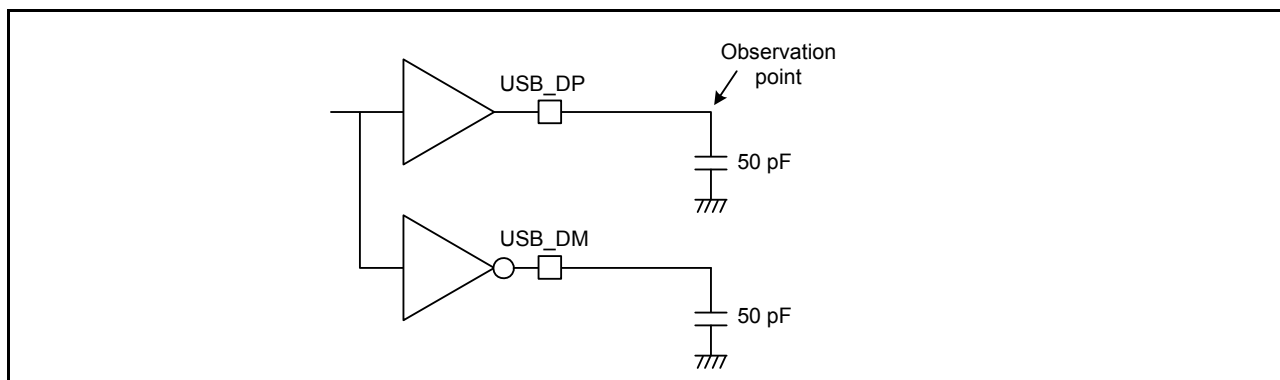 Observation
point
USB_DP
50 pF
USB_DM
50 pF